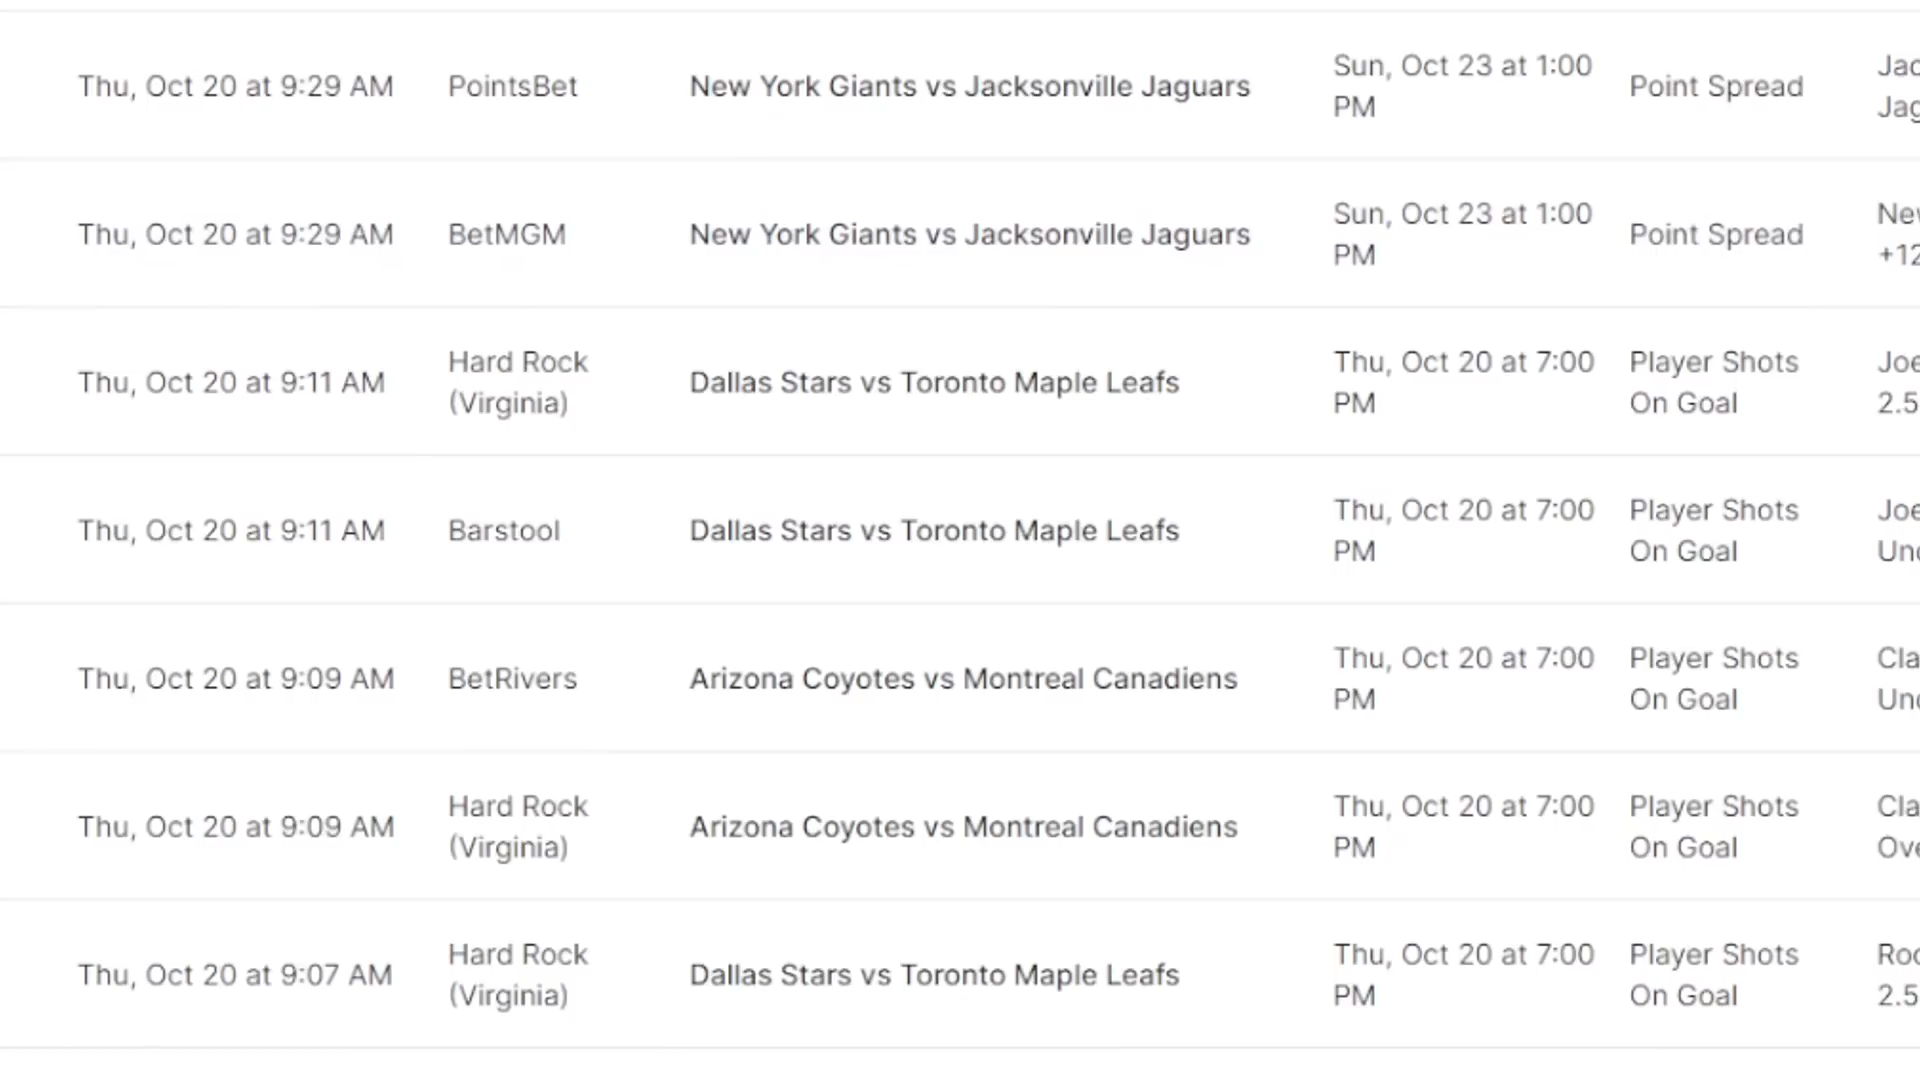 Thu, Oct 20 at 9:29 AM PointsBet New York Giants vs Jacksonville Jaguars Sun, Oct 23 at 1:00 PM Point Spread
Thu, Oct 20 at 9:29 AM BetMGM New York Giants vs Jacksonville Jaguars Sun, Oct 23 at 1:00 PM Point Spread
Thu, Oct 20 at 9:11 AM Hard Rock (Virginia) Dallas Stars vs Toronto Maple Leafs Thu, Oct 20 at 7:00 PM Player Shots On Goal Joe 2.5
Thu, Oct 20 at 9:11 AM Barstool Dallas Stars vs Toronto Maple Leafs Thu, Oct 20 at 7:00 PM Player Shots On Goal Joe
Thu, Oct 20 at 9:09 AM BetRivers Arizona Coyotes vs Montreal Canadiens Thu, Oct 20 at 7:00 PM Player Shots On Goal
Thu, Oct 20 at 9:09 AM Hard Rock (Virginia) Arizona Coyotes vs Montreal Canadiens Thu, Oct 20 at 7:00 PM Player Shots On Goal
Thu, Oct 20 at 9:07 AM Hard Rock (Virginia) Dallas Stars vs Toronto Maple Leafs Thu, Oct 20 at 7:00 PM Player Shots On Goal 2.5